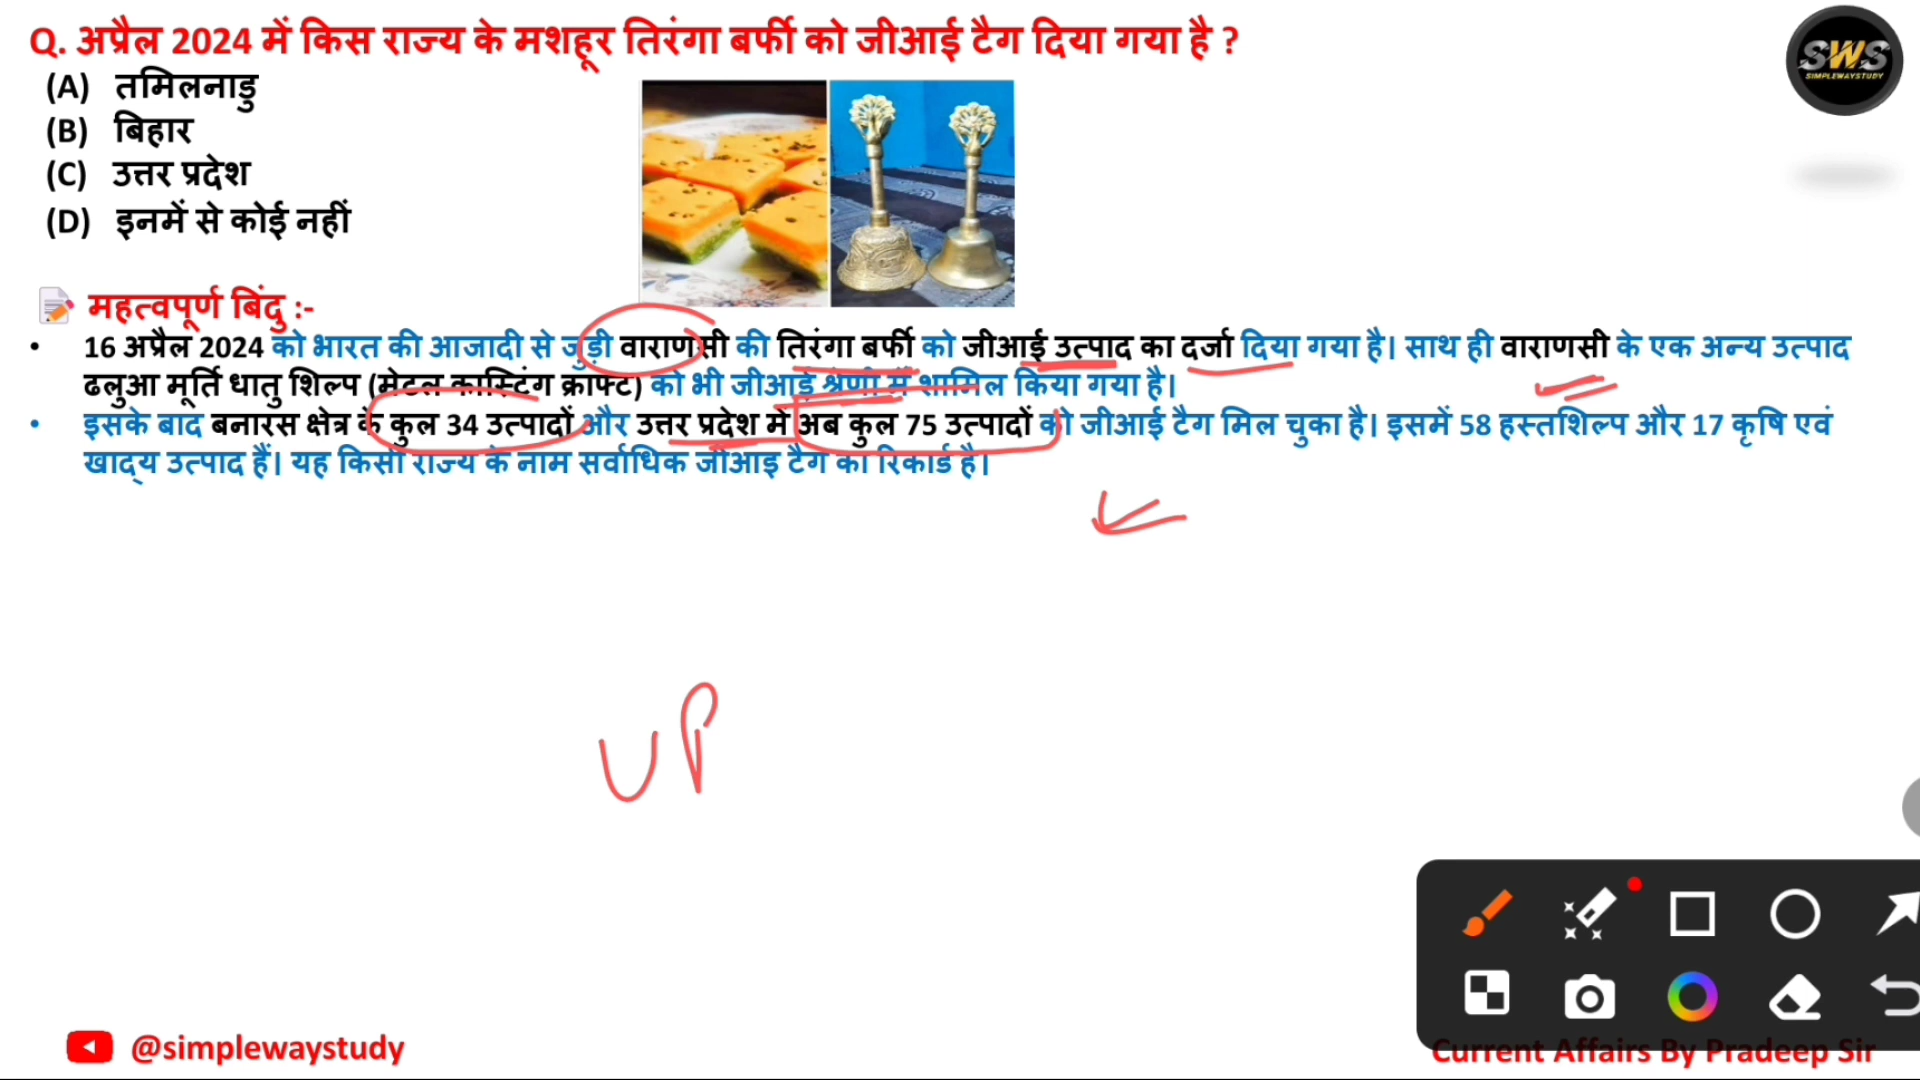 Q. अप्रैल 2024 में किस राज्य के मशहूर तिरंगा बर्फी को जीआई टैग दिया गया है ?
(A) तमिलनाडु
(B) बिहार
(C) उत्तर प्रदेश
(D) इनमें से कोई नहीं
SWS
SIMPLEWAYSTUDY
महत्वपूर्ण बिंदु :-
• 16 अप्रैल 2024 को भारत की आजादी से जुड़ी वाराणसी की तिरंगा बर्फी को जीआई उत्पाद का दर्जा दिया गया है। साथ ही वाराणसी के एक अन्य उत्पाद
ढलुआ मूर्ति धातु शिल्प (मेटल कास्टिंग क्राफ्ट) को भी जीआई श्रेणी में शामिल किया गया है।
• इसके बाद बनारस क्षेत्र के कुल 34 उत्पादों और उत्तर प्रदेश में अब कुल 75 उत्पादों को जीआई टैग मिल चुका है। इसमें 58 हस्तशिल्प और 17 कृषि एवं
खाद्य उत्पाद हैं। यह किसी राज्य के नाम सर्वाधिक जीआइ टैग का रिकार्ड है।
UP
@simplewaystudy
Current Affairs By Pradeep Sir